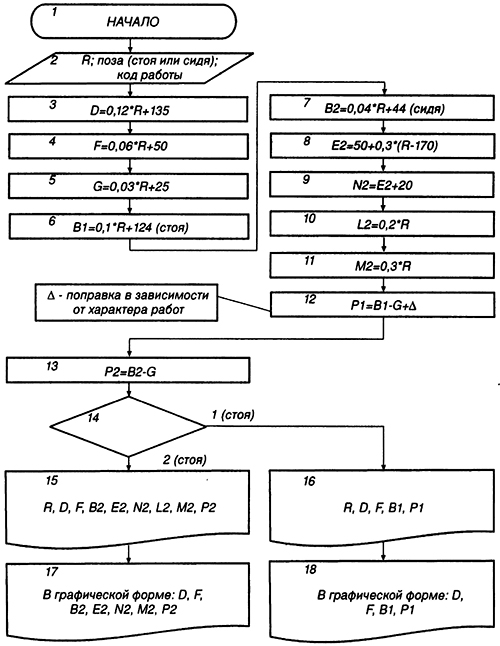 1
НАЧАЛО
2
R; поза (стоя или сидя);
код работы
3
D=0,12*R+135
4
F=0,06*R+50
5
G=0,03*R+25
6
B1=0,1*R+124 (стоя)
7
B2=0,04*R+44 (сидя)
8
E2=50+0,3*(R-170)
9
N2=E2+20
10
L2=0,2*R
11
M2=0,3*R
12
P1=B1-G+Δ
Δ - поправка в зависимости
от характера работ
13
P2=B2-G
14
1 (стоя)
2 (стоя)
15
R, D, F, B2, E2, N2, L2, M2, P2
16
R, D, F, B1, P1
17
В графической форме: D, F,
B2, E2, N2, M2, P2
18
В графической форме: D,
F, B1, P1